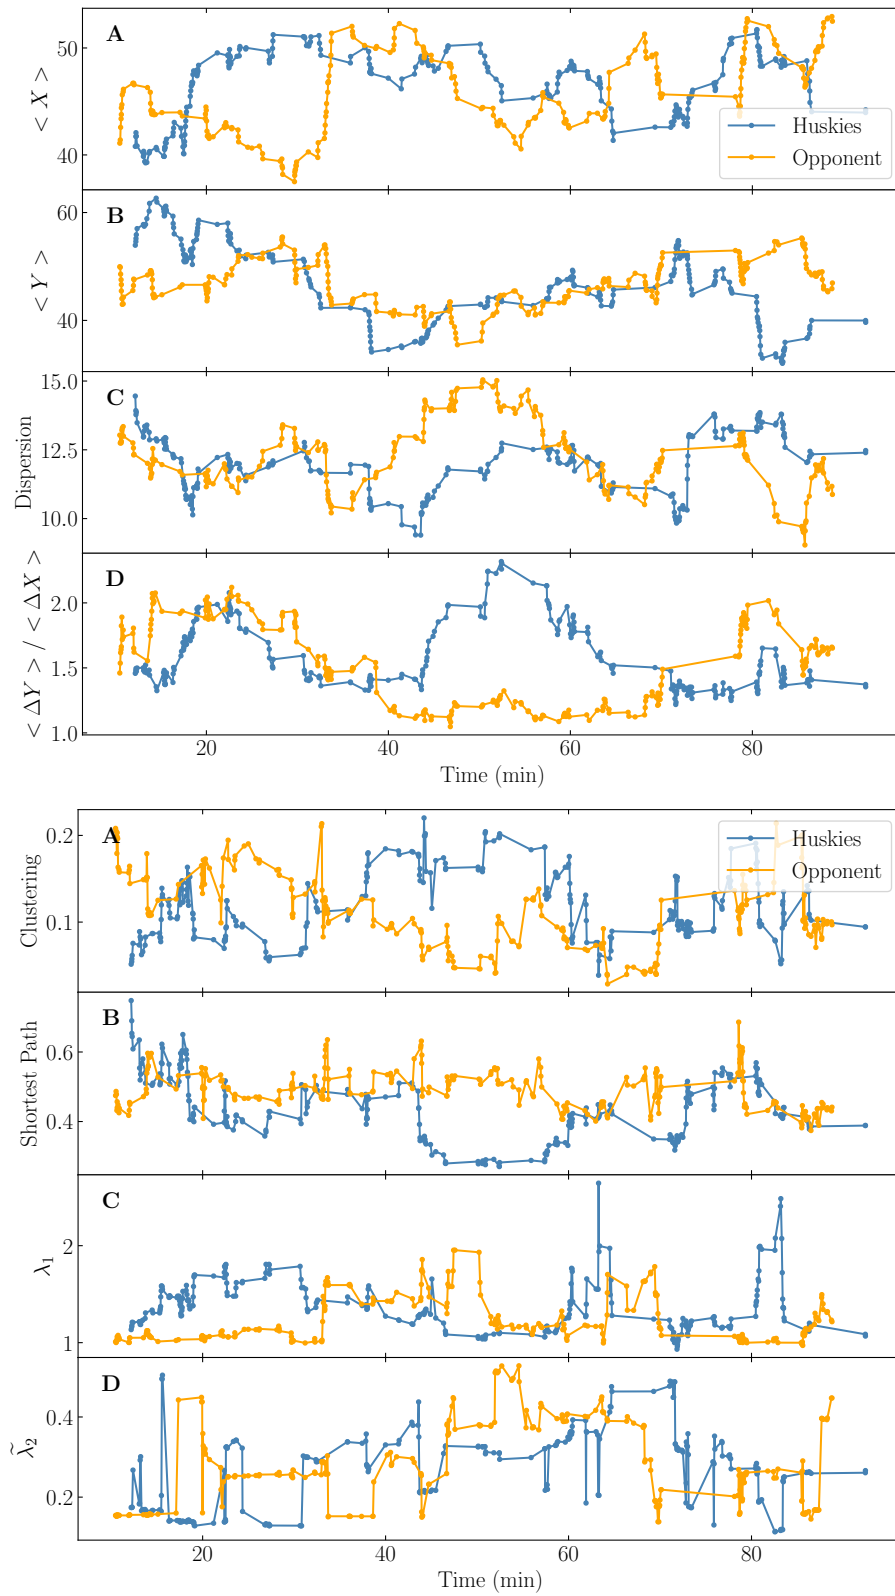 A
50
40
< X >
Huskies
Opponent
B
60
40
< Y >
C
15.0
12.5
10.0
Dispersion
D
2.0
1.5
1.0
< ΔY > / < ΔX >
20 40 60 80
Time (min)
A
0.2
0.1
Clustering
Huskies
Opponent
B
0.6
0.4
Shortest Path
C
2
1
λ₁
D
0.4
0.2
λ̃₂
20 40 60 80
Time (min)